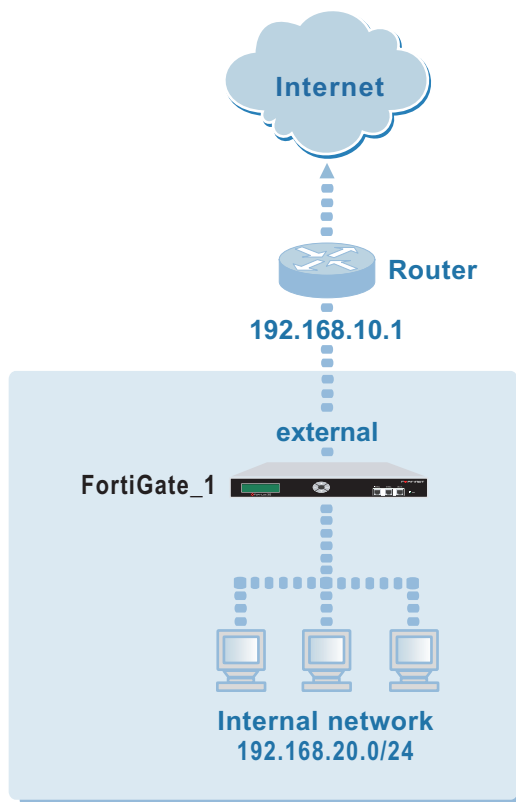 Internet
Router
192.168.10.1
external
FortiGate_1
Internal network
192.168.20.0/24